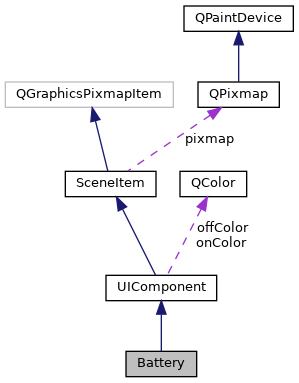 QPaintDevice
QGraphicsPixmapItem
QPixmap
pixmap
SceneItem
QColor
offColor
onColor
UIComponent
Battery